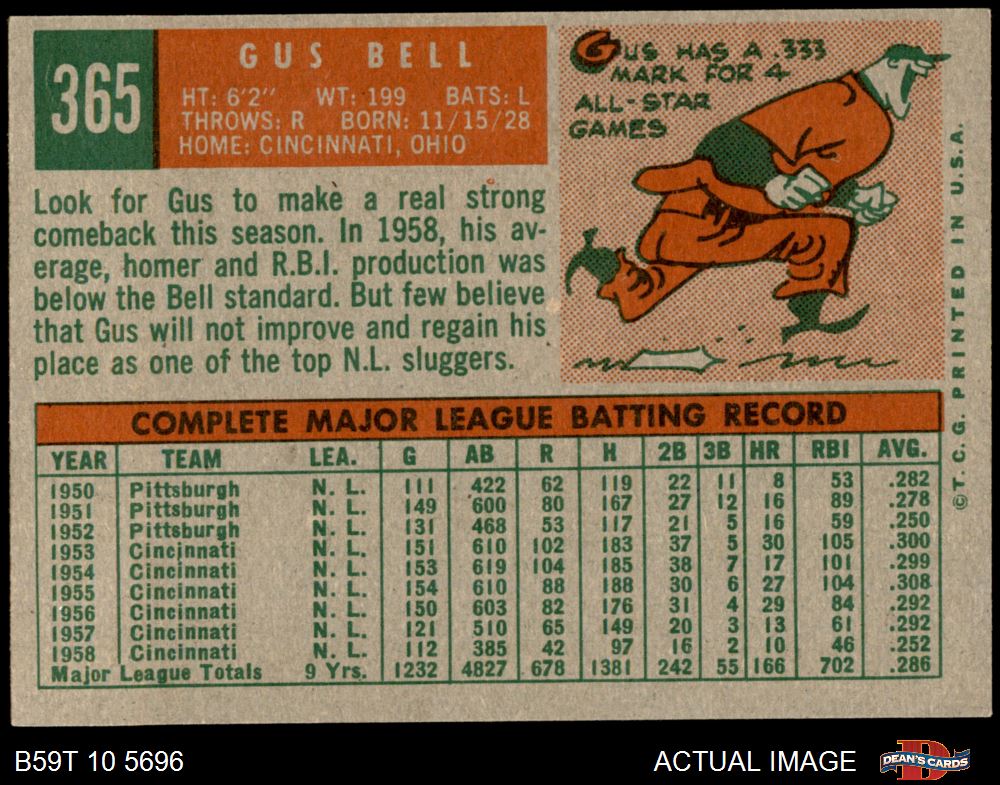 365
GUS BELL
HT: 6'2" WT: 199 BATS: L
THROWS: R BORN: 11/15/28
HOME: CINCINNATI, OHIO
Look for Gus to make a real strong
comeback this season. In 1958, his av-
erage, homer and R.B.I. production was
below the Bell standard. But few believe
that Gus will not improve and regain his
place as one of the top N.L. sluggers.
GUS HAS A .333
MARK FOR 4
ALL-STAR
GAMES
©T. C. G. PRINTED IN U.S.A.
COMPLETE MAJOR LEAGUE BATTING RECORD
YEAR TEAM LEA. G AB R H 2B 3B HR RBI AVG.
1950 Pittsburgh N. L. 111 422 62 119 22 11 8 53 .282
1951 Pittsburgh N. L. 149 600 80 167 27 12 16 89 .278
1952 Pittsburgh N. L. 131 468 53 117 21 5 16 59 .250
1953 Cincinnati N. L. 151 610 102 183 37 5 30 105 .300
1954 Cincinnati N. L. 153 619 104 185 38 7 17 101 .299
1955 Cincinnati N. L. 154 610 88 188 30 6 27 104 .308
1956 Cincinnati N. L. 150 603 82 176 31 4 29 84 .292
1957 Cincinnati N. L. 121 510 65 149 20 3 13 61 .292
1958 Cincinnati N. L. 112 385 42 97 16 2 10 46 .252
Major League Totals 9 Yrs. 1232 4827 678 1381 242 55 166 702 .286
B59T 10 5696
ACTUAL IMAGE
D
DEAN'S CARDS